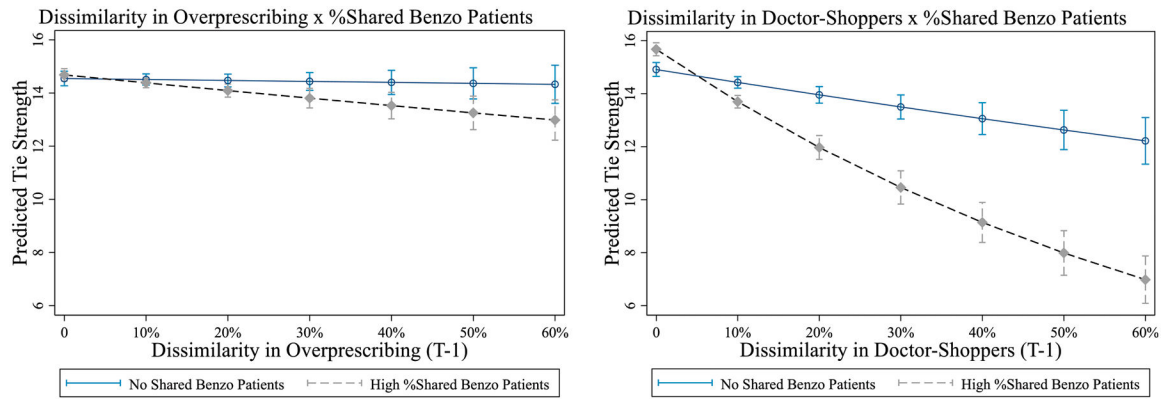 Dissimilarity in Overprescribing x %Shared Benzo Patients
Predicted Tie Strength
16
14
12
10
8
6
0 10% 20% 30% 40% 50% 60%
Dissimilarity in Overprescribing (T-1)
No Shared Benzo Patients High %Shared Benzo Patients
Dissimilarity in Doctor-Shoppers x %Shared Benzo Patients
Predicted Tie Strength
16
14
12
10
8
6
0 10% 20% 30% 40% 50% 60%
Dissimilarity in Doctor-Shoppers (T-1)
No Shared Benzo Patients High %Shared Benzo Patients